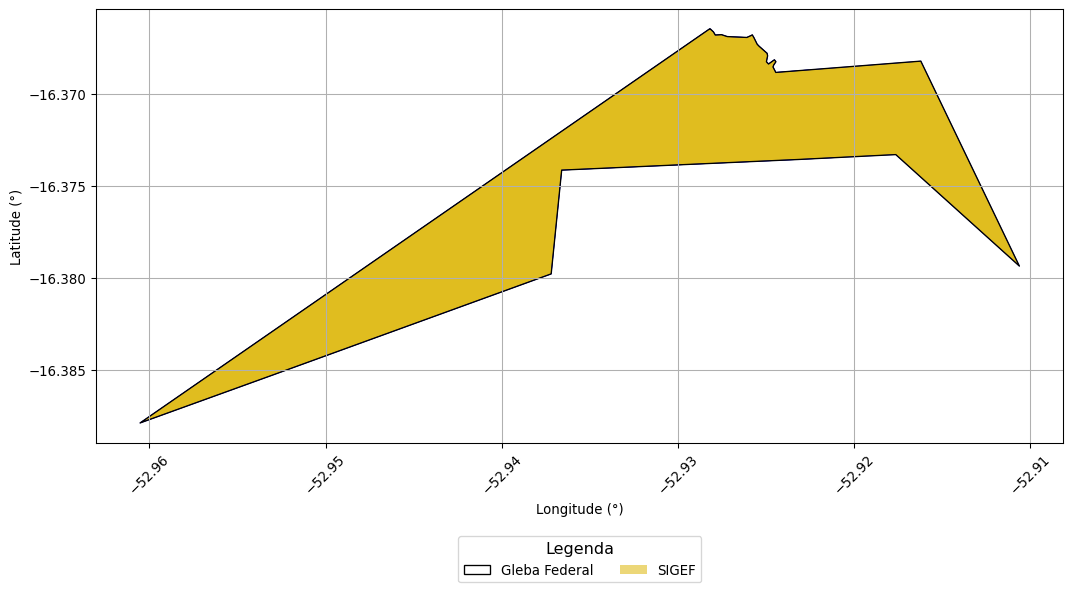 −16.370
−16.375
−16.380
−16.385
Latitude (°)
−52.96
−52.95
−52.94
−52.93
−52.92
−52.91
Longitude (°)
Legenda
Gleba Federal
SIGEF